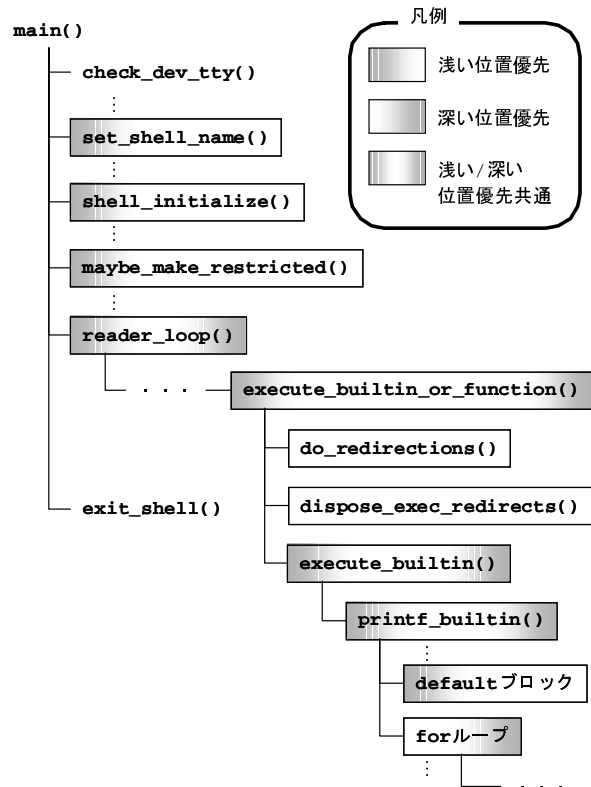 main()
凡例
浅い位置優先
深い位置優先
浅い/深い
位置優先共通
check_dev_tty()
set_shell_name()
shell_initialize()
maybe_make_restricted()
reader_loop()
· · ·
execute_builtin_or_function()
do_redirections()
dispose_exec_redirects()
exit_shell()
execute_builtin()
printf_builtin()
defaultブロック
forループ
· · ·